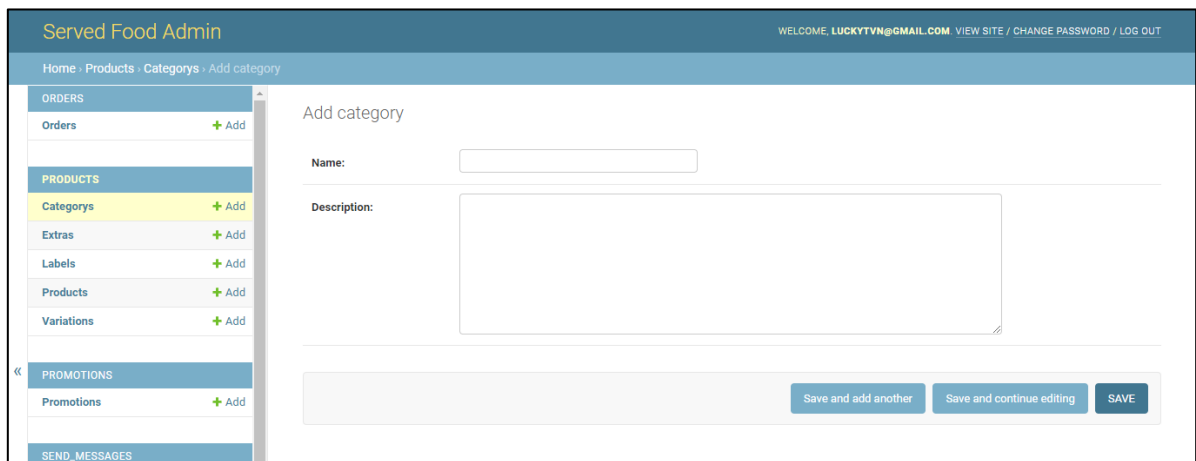 Served Food Admin
WELCOME, LUCKYTVN@GMAIL.COM. VIEW SITE / CHANGE PASSWORD / LOG OUT
Home › Products › Categorys › Add category
ORDERS
Orders + Add
PRODUCTS
Categorys + Add
Extras + Add
Labels + Add
Products + Add
Variations + Add
«
PROMOTIONS
Promotions + Add
SEND_MESSAGES
Add category
Name:
Description:
Save and add another Save and continue editing SAVE